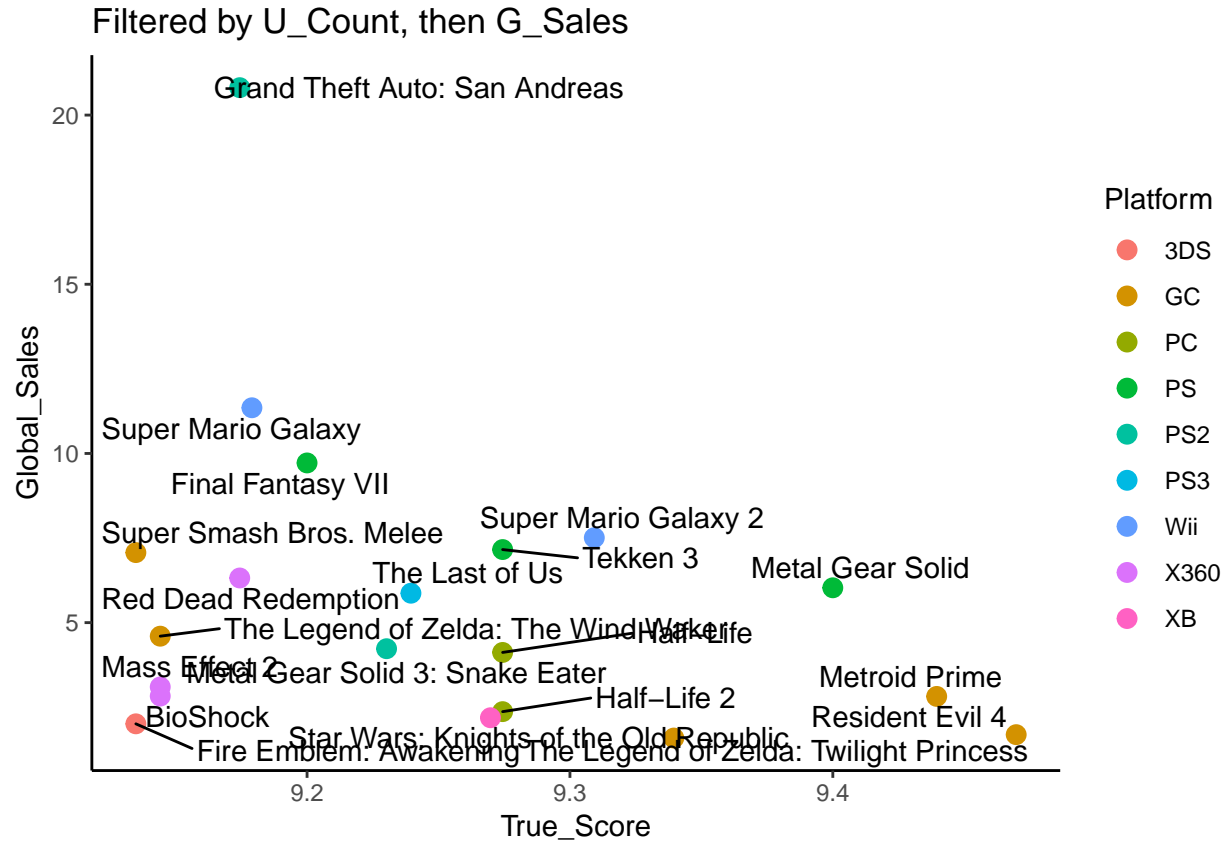 Filtered by U_Count, then G_Sales
Grand Theft Auto: San Andreas
20
15
Super Mario Galaxy
10
Final Fantasy VII
Super Mario Galaxy 2
Super Smash Bros. Melee
Tekken 3
The Last of Us
Metal Gear Solid
Red Dead Redemption
5
The Legend of Zelda: The Wind Waker
Half−Life
Mass Effect 2
Metal Gear Solid 3: Snake Eater
Metroid Prime
Half−Life 2
BioShock
Resident Evil 4
Star Wars: Knights of the Old Republic
Fire Emblem: Awakening
The Legend of Zelda: Twilight Princess
9.2
9.3
9.4
True_Score
Global_Sales
Platform
3DS
GC
PC
PS
PS2
PS3
Wii
X360
XB